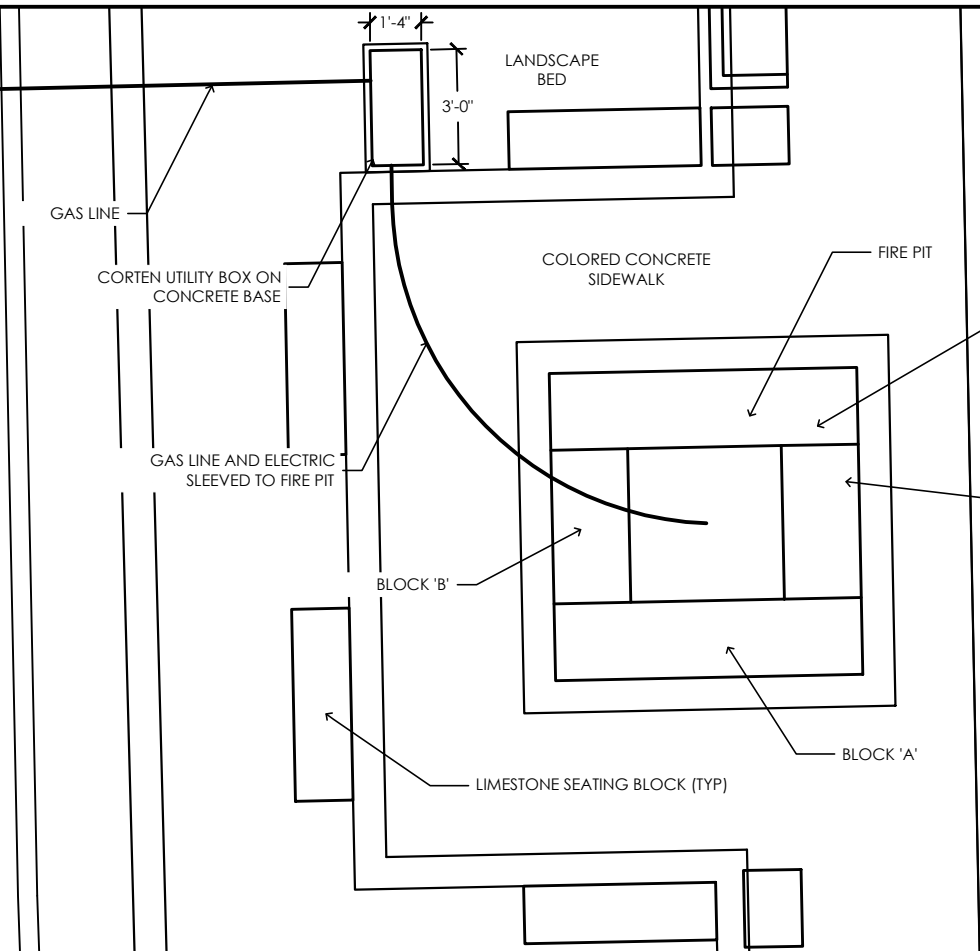 1'-4"
LANDSCAPE
BED
3'-0"
GAS LINE
COLORED CONCRETE
SIDEWALK
FIRE PIT
CORTEN UTILITY BOX ON
CONCRETE BASE
GAS LINE AND ELECTRIC
SLEEVED TO FIRE PIT
BLOCK 'B'
BLOCK 'A'
LIMESTONE SEATING BLOCK (TYP)